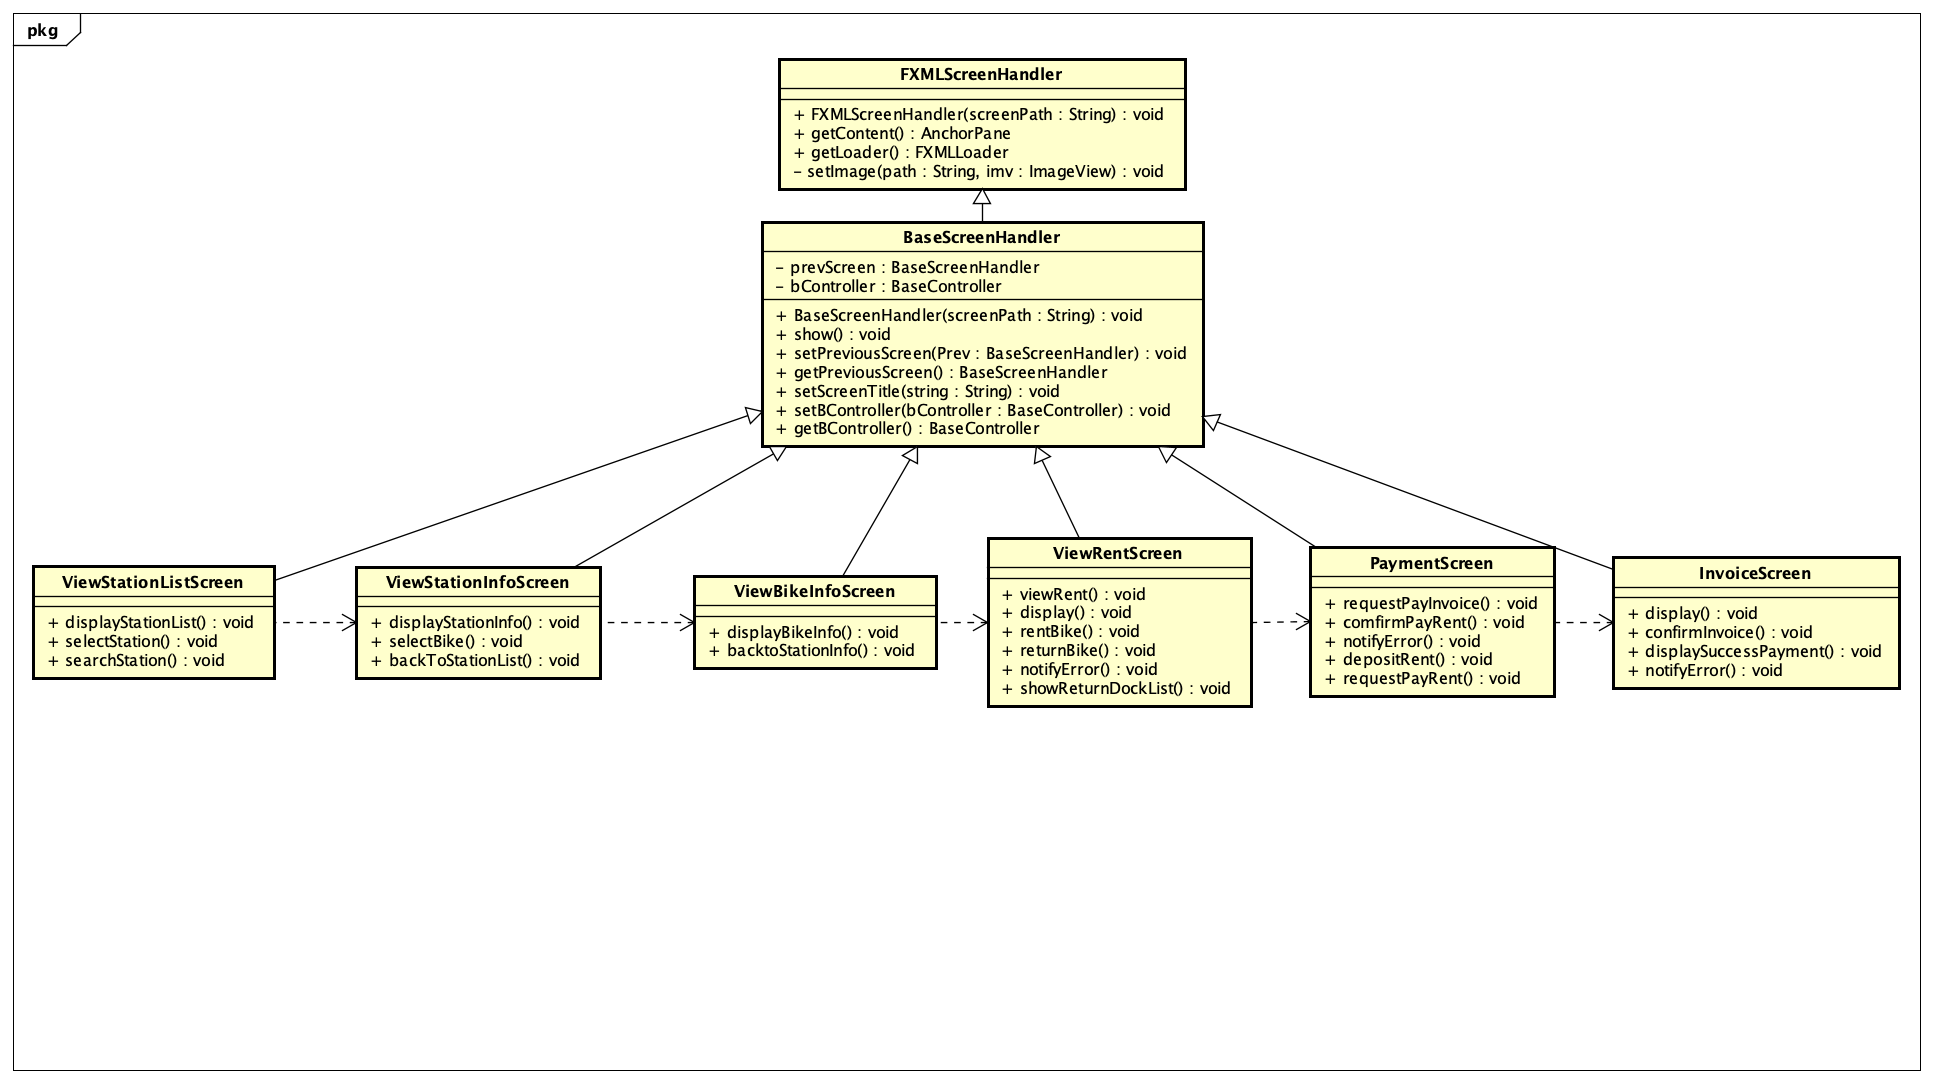 pkg
FXMLScreenHandler
+ FXMLScreenHandler(screenPath : String) : void
+ getContent() : AnchorPane
+ getLoader() : FXMLLoader
– setImage(path : String, imv : ImageView) : void
BaseScreenHandler
– prevScreen : BaseScreenHandler
– bController : BaseController
+ BaseScreenHandler(screenPath : String) : void
+ show() : void
+ setPreviousScreen(Prev : BaseScreenHandler) : void
+ getPreviousScreen() : BaseScreenHandler
+ setScreenTitle(string : String) : void
+ setBController(bController : BaseController) : void
+ getBController() : BaseController
ViewStationListScreen
+ displayStationList() : void
+ selectStation() : void
+ searchStation() : void
ViewStationInfoScreen
+ displayStationInfo() : void
+ selectBike() : void
+ backToStationList() : void
ViewBikeInfoScreen
+ displayBikeInfo() : void
+ backtoStationInfo() : void
ViewRentScreen
+ viewRent() : void
+ display() : void
+ rentBike() : void
+ returnBike() : void
+ notifyError() : void
+ showReturnDockList() : void
PaymentScreen
+ requestPayInvoice() : void
+ comfirmPayRent() : void
+ notifyError() : void
+ depositRent() : void
+ requestPayRent() : void
InvoiceScreen
+ display() : void
+ confirmInvoice() : void
+ displaySuccessPayment() : void
+ notifyError() : void